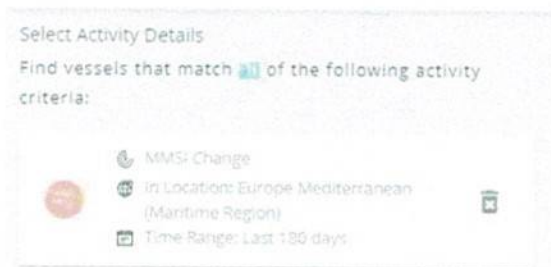 Select Activity Details
Find vessels that match all of the following activity
criteria:
MMSI Change
In Location: Europe Mediterranean
(Maritime Region)
Time Range: Last 180 days